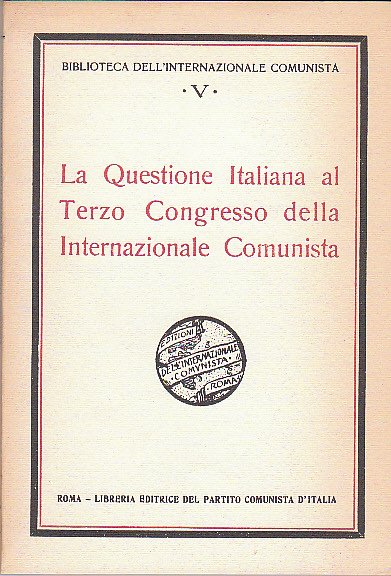 BIBLIOTECA DELL'INTERNAZIONALE COMUNISTA
·V·
La Questione Italiana al
Terzo Congresso della
Internazionale Comunista
EDIZIONI
DELL'INTERNAZIONALE
COMVNISTA
ROMA
ROMA – LIBRERIA EDITRICE DEL PARTITO COMUNISTA D'ITALIA